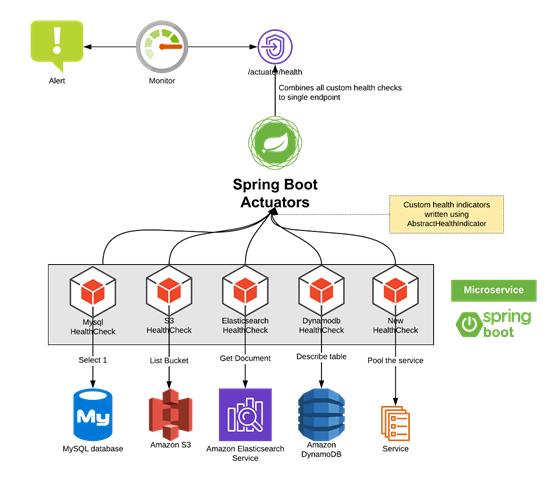 Alert
Monitor
/actuater/health
Combines all custom health checks
to single endpoint
Spring Boot
Actuators
Custom health indicators
written using
AbstractHealthIndicator
Mysql
HealthCheck
S3
HealthCheck
Elasticsearch
HealthCheck
Dynamodb
HealthCheck
New
HealthCheck
Microservice
spring
boot
Select 1
List Bucket
Get Document
Describe table
Pool the service
My
MySQL database
Amazon S3
Amazon Elasticsearch
Service
Amazon
DynamoDB
Service